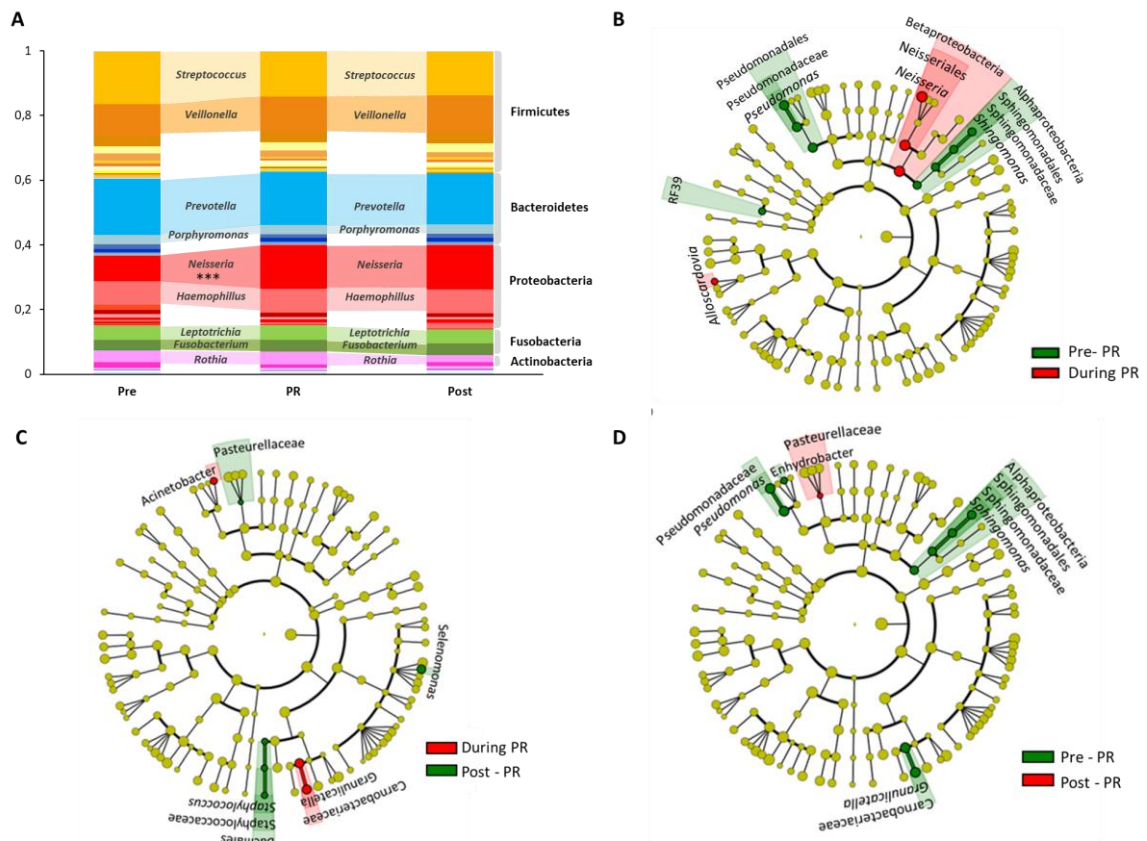 A
1
0,8
0,6
0,4
0,2
0
Streptococcus
Streptococcus
Veillonella
Veillonella
Prevotella
Prevotella
Porphyromonas
Porphyromonas
Neisseria
***
Neisseria
Haemophillus
Haemophillus
Leptotrichia
Leptotrichia
Fusobacterium
Fusobacterium
Rothia
Rothia
Firmicutes
Bacteroidetes
Proteobacteria
Fusobacteria
Actinobacteria
Pre
PR
Post
B
Pseudomonadales
Pseudomonadaceae
Pseudomonas
Betaproteobacteria
Neisseriales
Neisseria
Alphaproteobacteria
Sphingomonadales
Sphingomonadaceae
Shingomonas
RF39
Alloscardovia
Pre- PR
During PR
C
Acinetobacter
Pasteurellaceae
Selenomonas
Carnobacteriaceae
Granulicatella
Staphylococcus
Staphylococcaceae
During PR
Post - PR
D
Pseudomonadaceae
Pseudomonas
Enhydrobacter
Pasteurellaceae
Alphaproteobacteria
Sphingomonadales
Sphingomonadaceae
Sphingomonas
Carnobacteriaceae
Granulicatella
Pre - PR
Post - PR